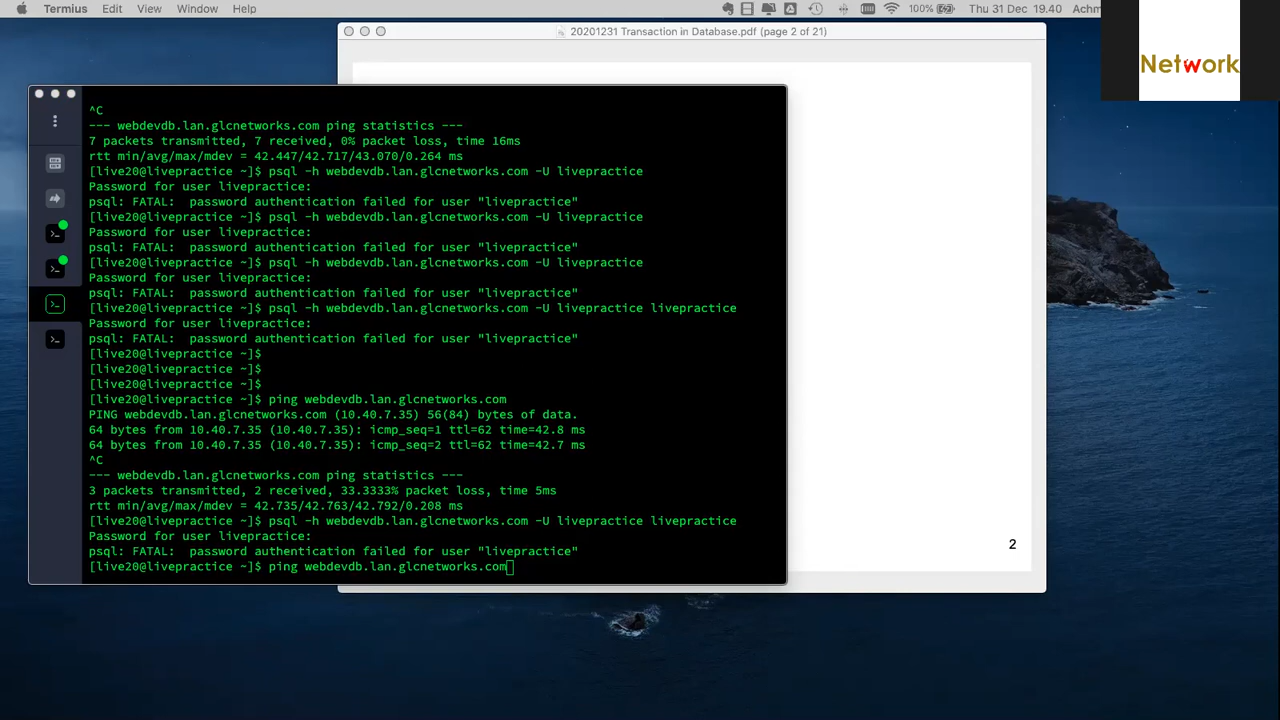 Termius Edit View Window Help 100% Thu 31 Dec 19.40 Achm
20201231 Transaction in Database.pdf (page 2 of 21)
Network
^C
--- webdevdb.lan.glcnetworks.com ping statistics ---
7 packets transmitted, 7 received, 0% packet loss, time 16ms
rtt min/avg/max/mdev = 42.447/42.717/43.070/0.264 ms
[live20@livepractice ~]$ psql -h webdevdb.lan.glcnetworks.com -U livepractice
Password for user livepractice:
psql: FATAL:  password authentication failed for user "livepractice"
[live20@livepractice ~]$ psql -h webdevdb.lan.glcnetworks.com -U livepractice
Password for user livepractice:
psql: FATAL:  password authentication failed for user "livepractice"
[live20@livepractice ~]$ psql -h webdevdb.lan.glcnetworks.com -U livepractice
Password for user livepractice:
psql: FATAL:  password authentication failed for user "livepractice"
[live20@livepractice ~]$ psql -h webdevdb.lan.glcnetworks.com -U livepractice livepractice
Password for user livepractice:
psql: FATAL:  password authentication failed for user "livepractice"
[live20@livepractice ~]$
[live20@livepractice ~]$
[live20@livepractice ~]$
[live20@livepractice ~]$ ping webdevdb.lan.glcnetworks.com
PING webdevdb.lan.glcnetworks.com (10.40.7.35) 56(84) bytes of data.
64 bytes from 10.40.7.35 (10.40.7.35): icmp_seq=1 ttl=62 time=42.8 ms
64 bytes from 10.40.7.35 (10.40.7.35): icmp_seq=2 ttl=62 time=42.7 ms
^C
--- webdevdb.lan.glcnetworks.com ping statistics ---
3 packets transmitted, 2 received, 33.3333% packet loss, time 5ms
rtt min/avg/max/mdev = 42.735/42.763/42.792/0.208 ms
[live20@livepractice ~]$ psql -h webdevdb.lan.glcnetworks.com -U livepractice livepractice
Password for user livepractice:
psql: FATAL:  password authentication failed for user "livepractice"
[live20@livepractice ~]$ ping webdevdb.lan.glcnetworks.com
2